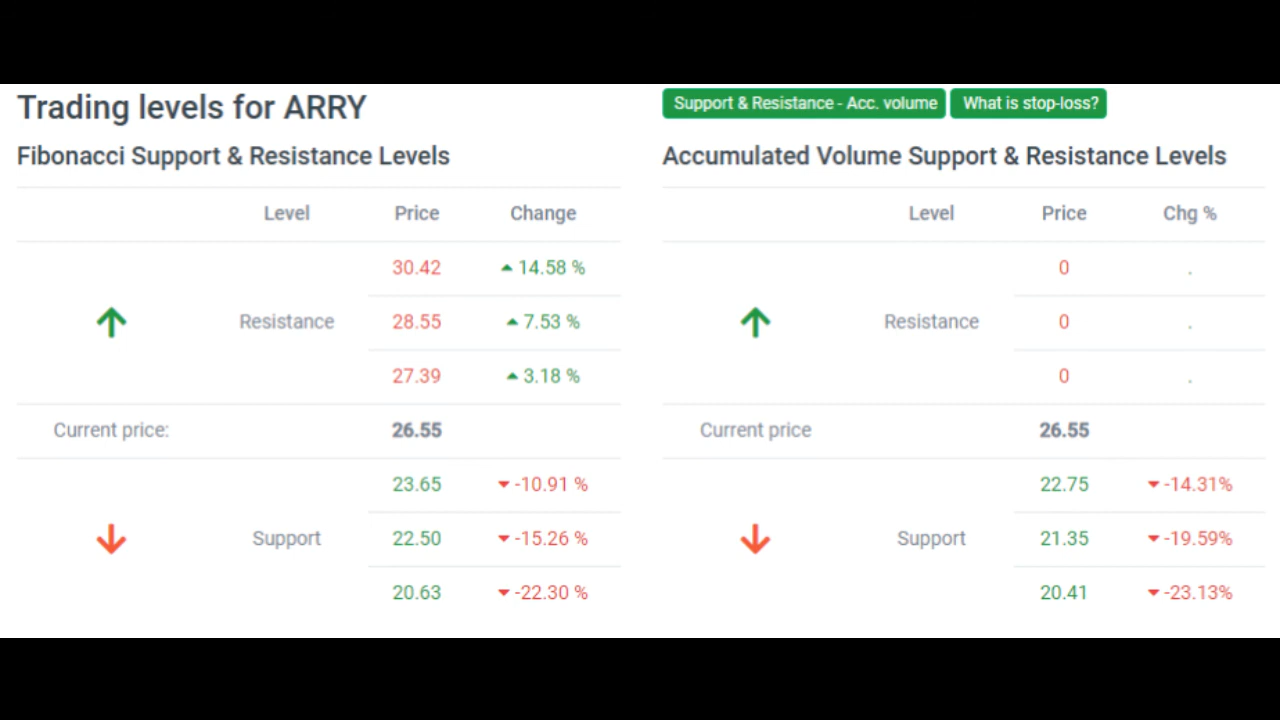 Trading levels for ARRY
Support & Resistance - Acc. volume What is stop-loss?
Fibonacci Support & Resistance Levels
Level Price Change
30.42 14.58 %
Resistance 28.55 7.53 %
27.39 3.18 %
Current price: 26.55
23.65 -10.91 %
Support 22.50 -15.26 %
20.63 -22.30 %
Accumulated Volume Support & Resistance Levels
Level Price Chg %
0 .
Resistance 0 .
0 .
Current price 26.55
22.75 -14.31%
Support 21.35 -19.59%
20.41 -23.13%